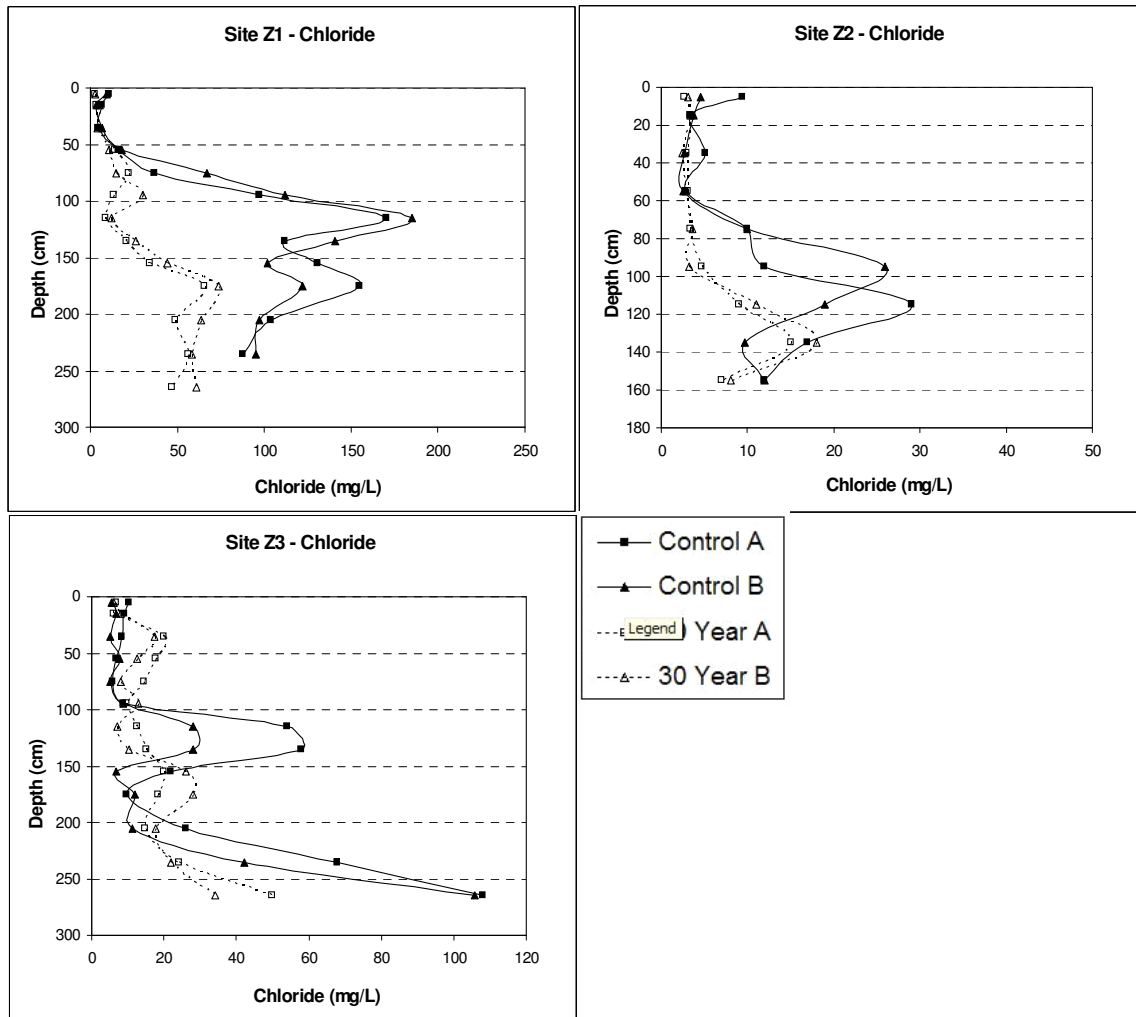 Site Z1 - Chloride
0
50
100
150
200
250
300
Depth (cm)
0 50 100 150 200 250
Chloride (mg/L)
Site Z2 - Chloride
0
20
40
60
80
100
120
140
160
180
Depth (cm)
0 10 20 30 40 50
Chloride (mg/L)
Site Z3 - Chloride
0
50
100
150
200
250
300
Depth (cm)
0 20 40 60 80 100 120
Chloride (mg/L)
Control A
Control B
Legend Year A
30 Year B